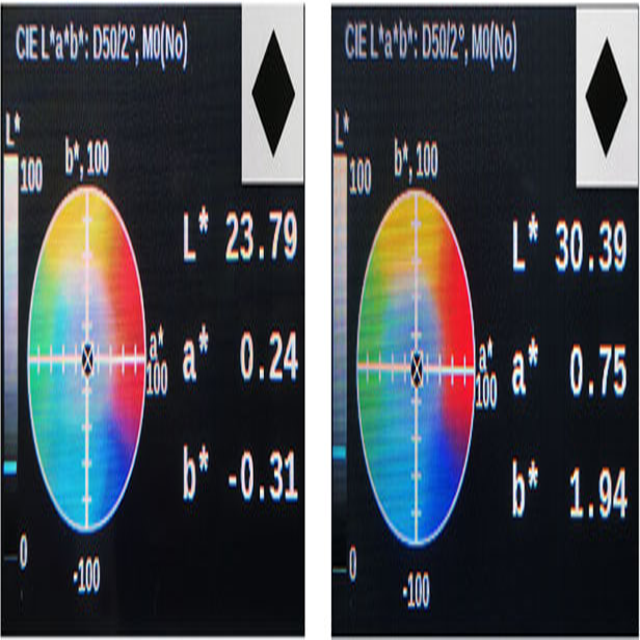 CIE L*a*b*: D50/2°, M0(No)
L*
100
b*, 100
L* 23.79
a* 0.24
a*
100
b* -0.31
0
-100
CIE L*a*b*: D50/2°, M0(No)
L*
100
b*, 100
L* 30.39
a* 0.75
a*
100
b* 1.94
0
-100